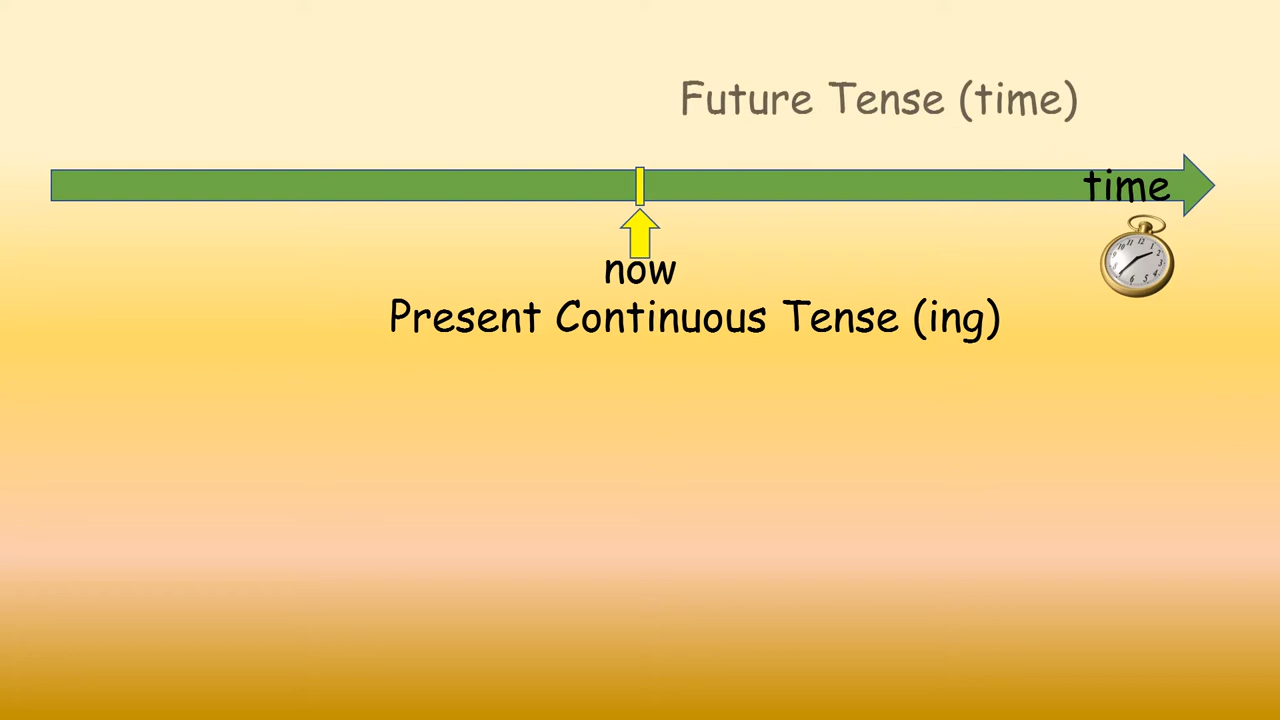 Future Tense (time)
time
now
Present Continuous Tense (ing)